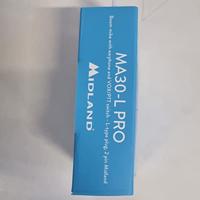 MA30-L PRO
Boom mike with earphone and VOX/PTT
switch - L-type plug, 2 pin Midland
MIDLAND